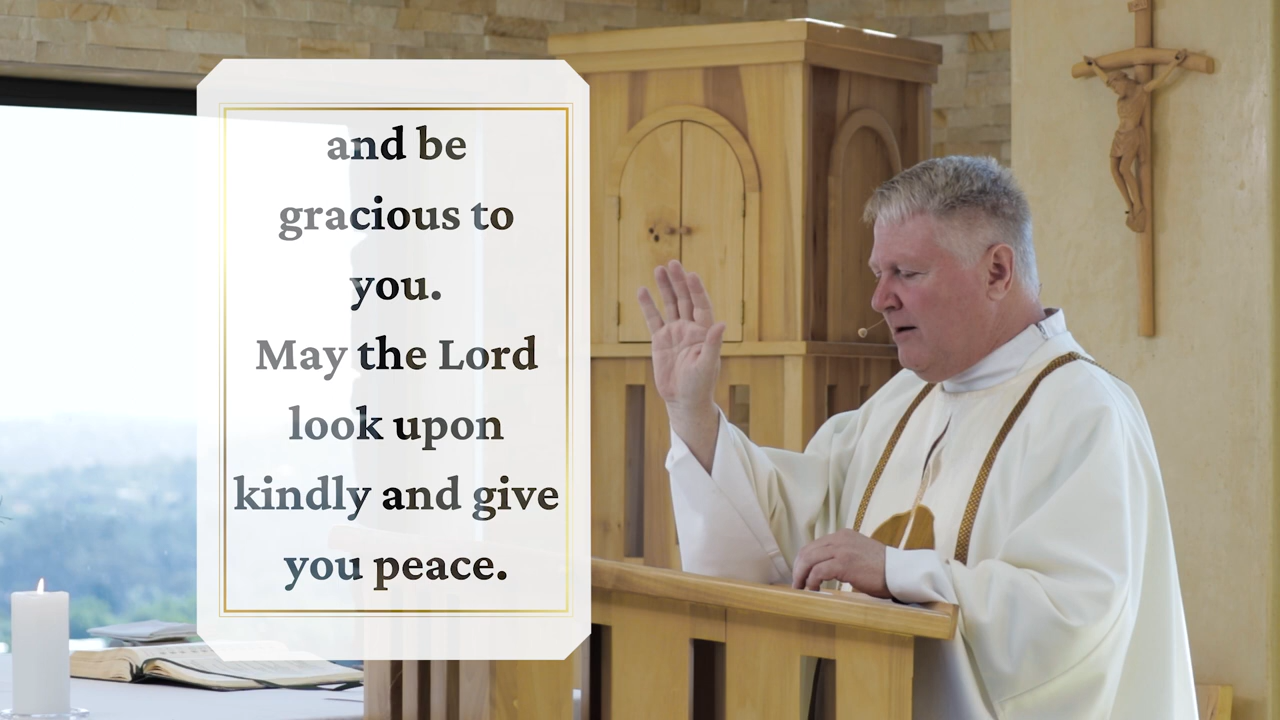 and be
gracious to
you.
May the Lord
look upon
kindly and give
you peace.